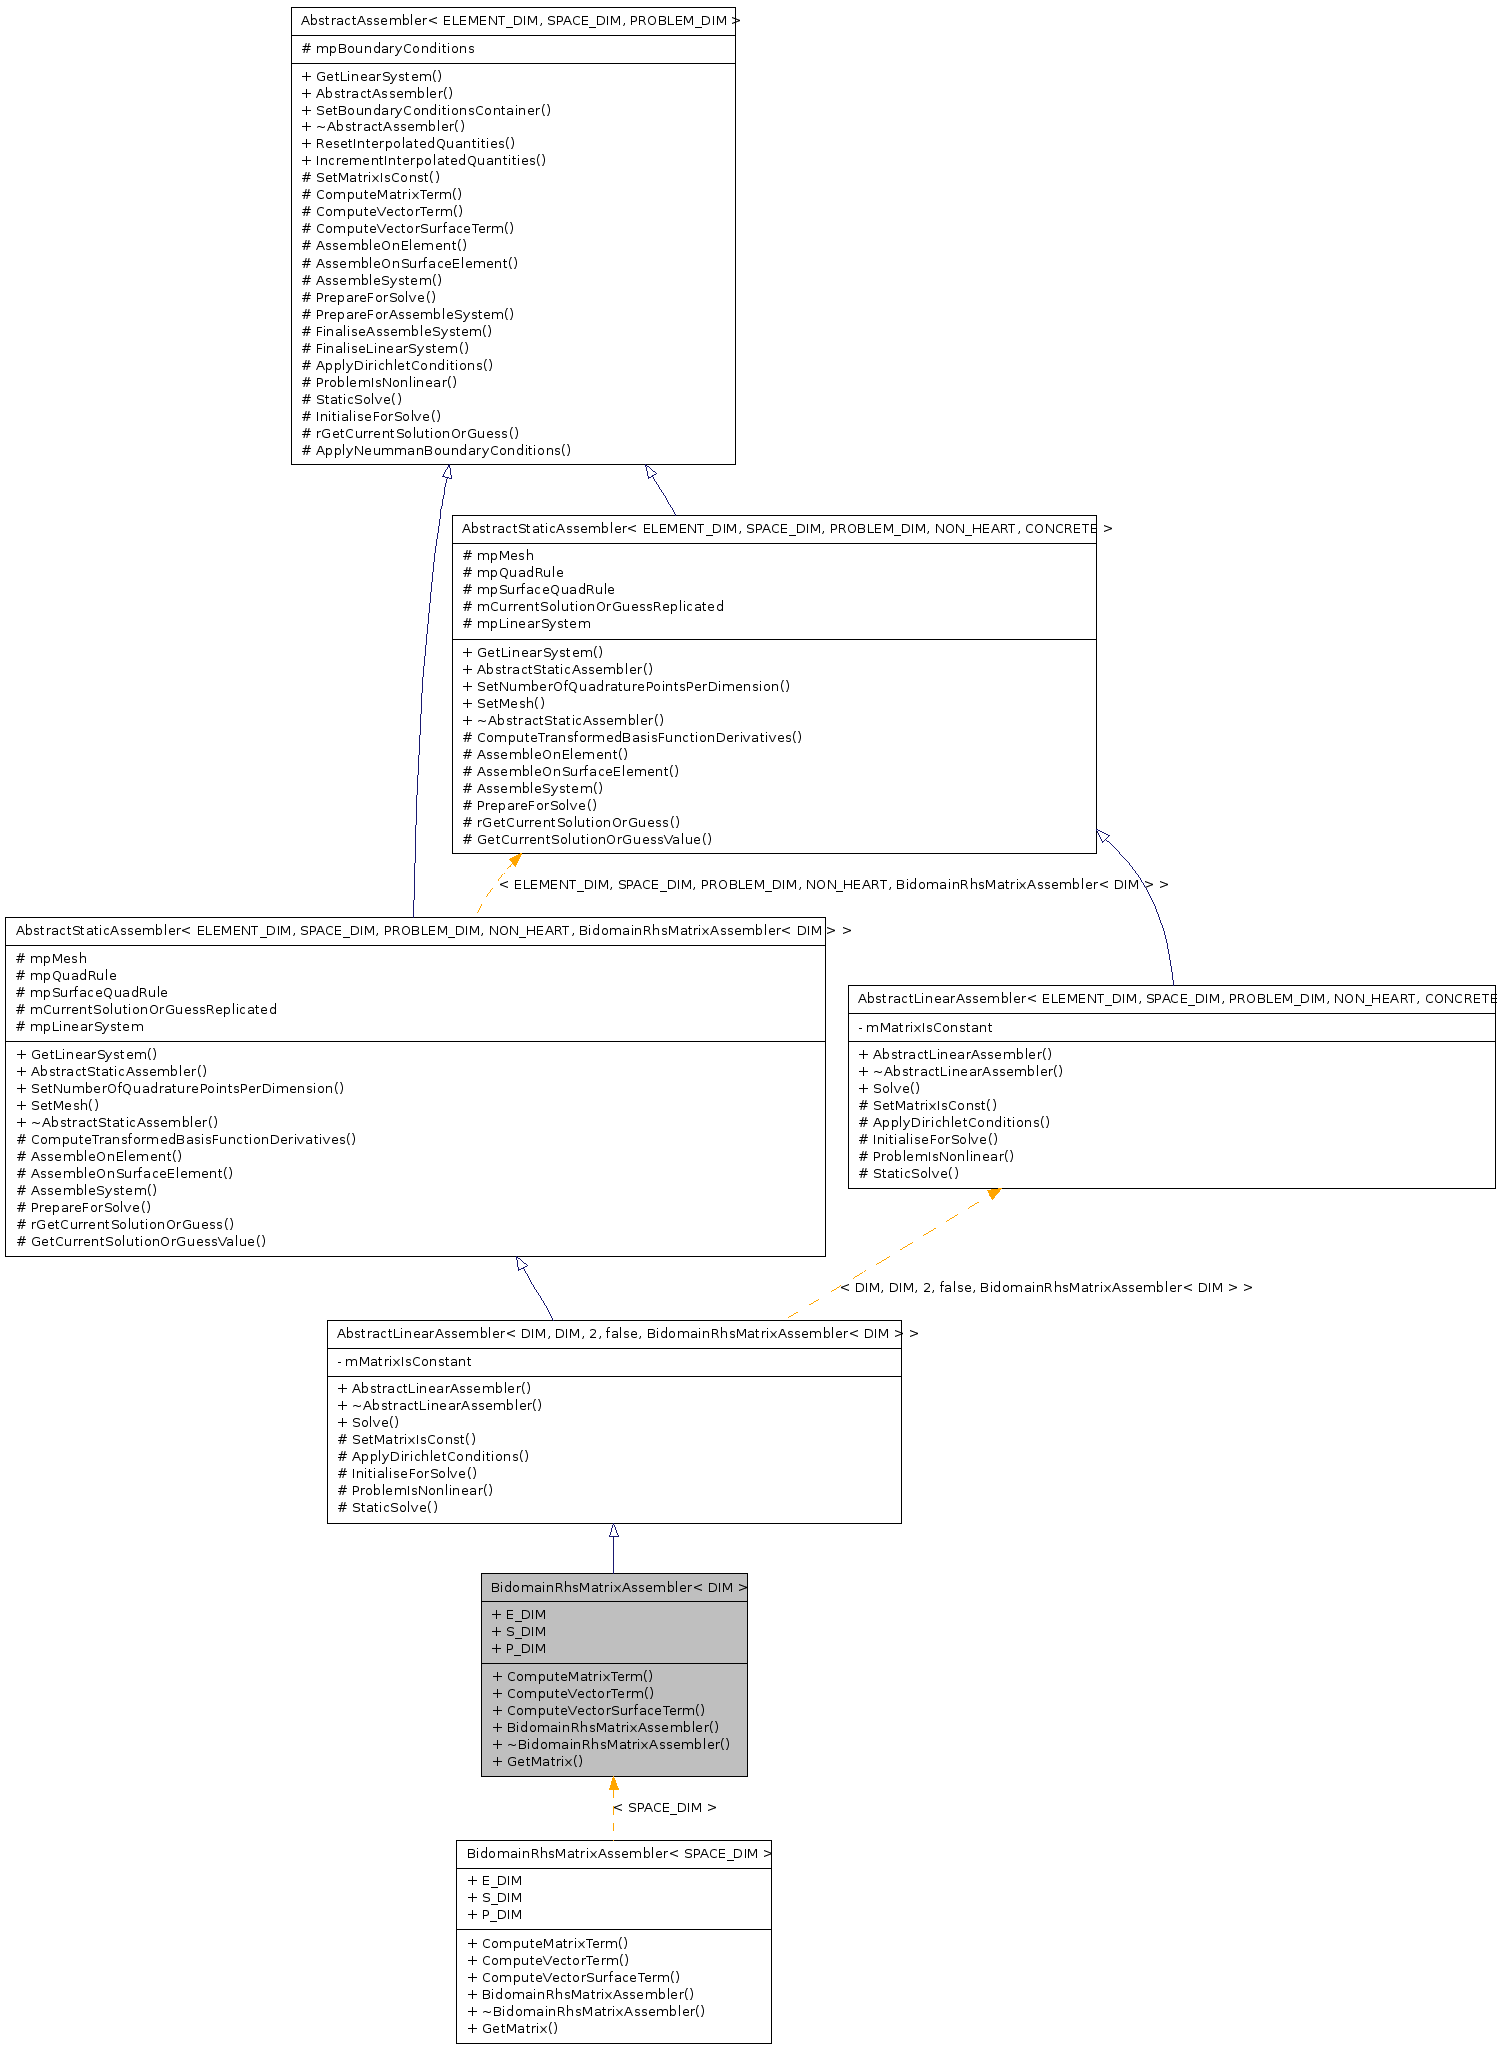 AbstractAssembler< ELEMENT_DIM, SPACE_DIM, PROBLEM_DIM >
# mpBoundaryConditions
+ GetLinearSystem()
+ AbstractAssembler()
+ SetBoundaryConditionsContainer()
+ ~AbstractAssembler()
+ ResetInterpolatedQuantities()
+ IncrementInterpolatedQuantities()
# SetMatrixIsConst()
# ComputeMatrixTerm()
# ComputeVectorTerm()
# ComputeVectorSurfaceTerm()
# AssembleOnElement()
# AssembleOnSurfaceElement()
# AssembleSystem()
# PrepareForSolve()
# PrepareForAssembleSystem()
# FinaliseAssembleSystem()
# FinaliseLinearSystem()
# ApplyDirichletConditions()
# ProblemIsNonlinear()
# StaticSolve()
# InitialiseForSolve()
# rGetCurrentSolutionOrGuess()
# ApplyNeummanBoundaryConditions()
AbstractStaticAssembler< ELEMENT_DIM, SPACE_DIM, PROBLEM_DIM, NON_HEART, CONCRETE >
# mpMesh
# mpQuadRule
# mpSurfaceQuadRule
# mCurrentSolutionOrGuessReplicated
# mpLinearSystem
+ GetLinearSystem()
+ AbstractStaticAssembler()
+ SetNumberOfQuadraturePointsPerDimension()
+ SetMesh()
+ ~AbstractStaticAssembler()
# ComputeTransformedBasisFunctionDerivatives()
# AssembleOnElement()
# AssembleOnSurfaceElement()
# AssembleSystem()
# PrepareForSolve()
# rGetCurrentSolutionOrGuess()
# GetCurrentSolutionOrGuessValue()
< ELEMENT_DIM, SPACE_DIM, PROBLEM_DIM, NON_HEART, BidomainRhsMatrixAssembler< DIM > >
AbstractStaticAssembler< ELEMENT_DIM, SPACE_DIM, PROBLEM_DIM, NON_HEART, BidomainRhsMatrixAssembler< DIM > >
# mpMesh
# mpQuadRule
# mpSurfaceQuadRule
# mCurrentSolutionOrGuessReplicated
# mpLinearSystem
+ GetLinearSystem()
+ AbstractStaticAssembler()
+ SetNumberOfQuadraturePointsPerDimension()
+ SetMesh()
+ ~AbstractStaticAssembler()
# ComputeTransformedBasisFunctionDerivatives()
# AssembleOnElement()
# AssembleOnSurfaceElement()
# AssembleSystem()
# PrepareForSolve()
# rGetCurrentSolutionOrGuess()
# GetCurrentSolutionOrGuessValue()
AbstractLinearAssembler< ELEMENT_DIM, SPACE_DIM, PROBLEM_DIM, NON_HEART, CONCRETE
- mMatrixIsConstant
+ AbstractLinearAssembler()
+ ~AbstractLinearAssembler()
+ Solve()
# SetMatrixIsConst()
# ApplyDirichletConditions()
# InitialiseForSolve()
# ProblemIsNonlinear()
# StaticSolve()
< DIM, DIM, 2, false, BidomainRhsMatrixAssembler< DIM > >
AbstractLinearAssembler< DIM, DIM, 2, false, BidomainRhsMatrixAssembler< DIM > >
- mMatrixIsConstant
+ AbstractLinearAssembler()
+ ~AbstractLinearAssembler()
+ Solve()
# SetMatrixIsConst()
# ApplyDirichletConditions()
# InitialiseForSolve()
# ProblemIsNonlinear()
# StaticSolve()
BidomainRhsMatrixAssembler< DIM >
+ E_DIM
+ S_DIM
+ P_DIM
+ ComputeMatrixTerm()
+ ComputeVectorTerm()
+ ComputeVectorSurfaceTerm()
+ BidomainRhsMatrixAssembler()
+ ~BidomainRhsMatrixAssembler()
+ GetMatrix()
< SPACE_DIM >
BidomainRhsMatrixAssembler< SPACE_DIM >
+ E_DIM
+ S_DIM
+ P_DIM
+ ComputeMatrixTerm()
+ ComputeVectorTerm()
+ ComputeVectorSurfaceTerm()
+ BidomainRhsMatrixAssembler()
+ ~BidomainRhsMatrixAssembler()
+ GetMatrix()